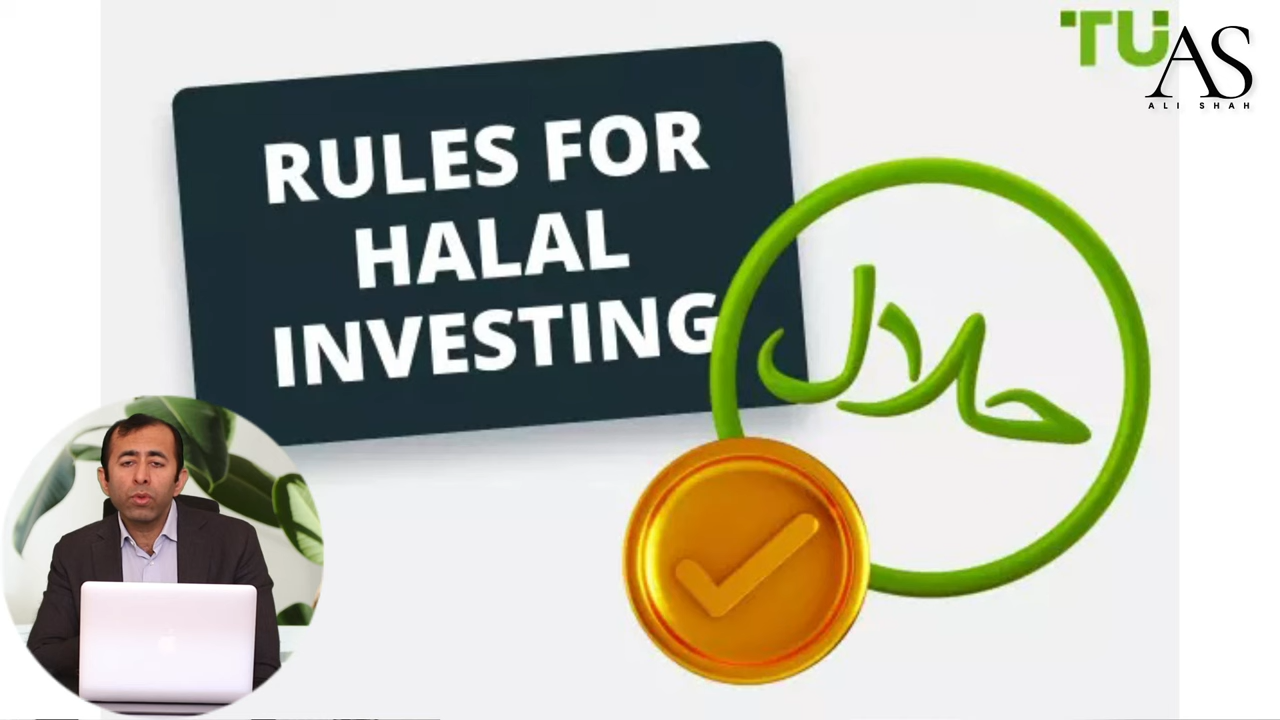 TU
AS
ALI SHAH
RULES FOR
HALAL
INVESTING
حلال